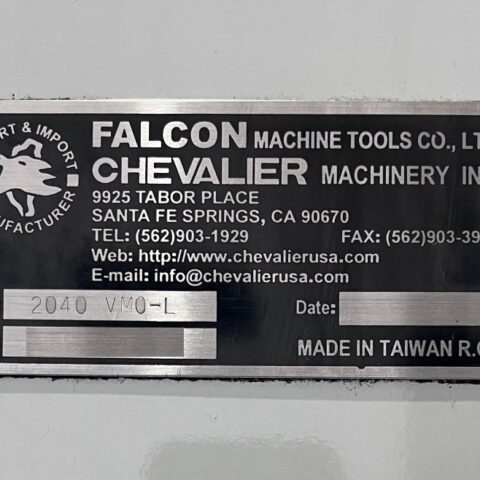 RT & IMPORT
FALCON MACHINE TOOLS CO., LT
CHEVALIER MACHINERY IN
9925 TABOR PLACE
SANTA FE SPRINGS, CA 90670
TEL: (562)903-1929 FAX: (562)903-39
Web: http://www.chevalierusa.com
E-mail: info@chevalierusa.com
2040 VMO-L Date:
MADE IN TAIWAN R.O